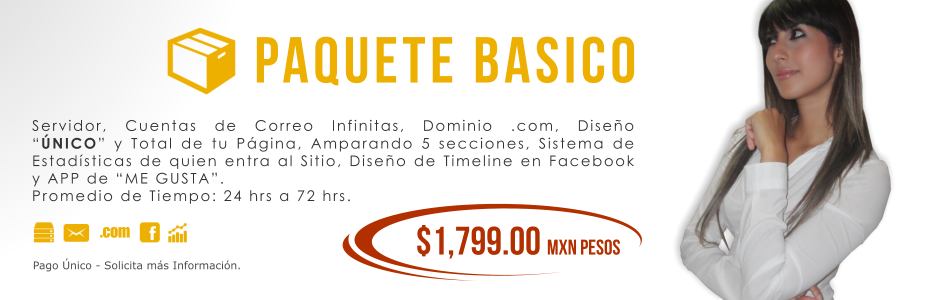 PAQUETE BASICO
Servidor, Cuentas de Correo Infinitas, Dominio .com, Diseño
“ÚNICO” y Total de tu Página, Amparando 5 secciones, Sistema de
Estadísticas de quien entra al Sitio, Diseño de Timeline en Facebook
y APP de “ME GUSTA”.
Promedio de Tiempo: 24 hrs a 72 hrs.
.com f
$1,799.00 MXN PESOS
Pago Único - Solicita más Información.